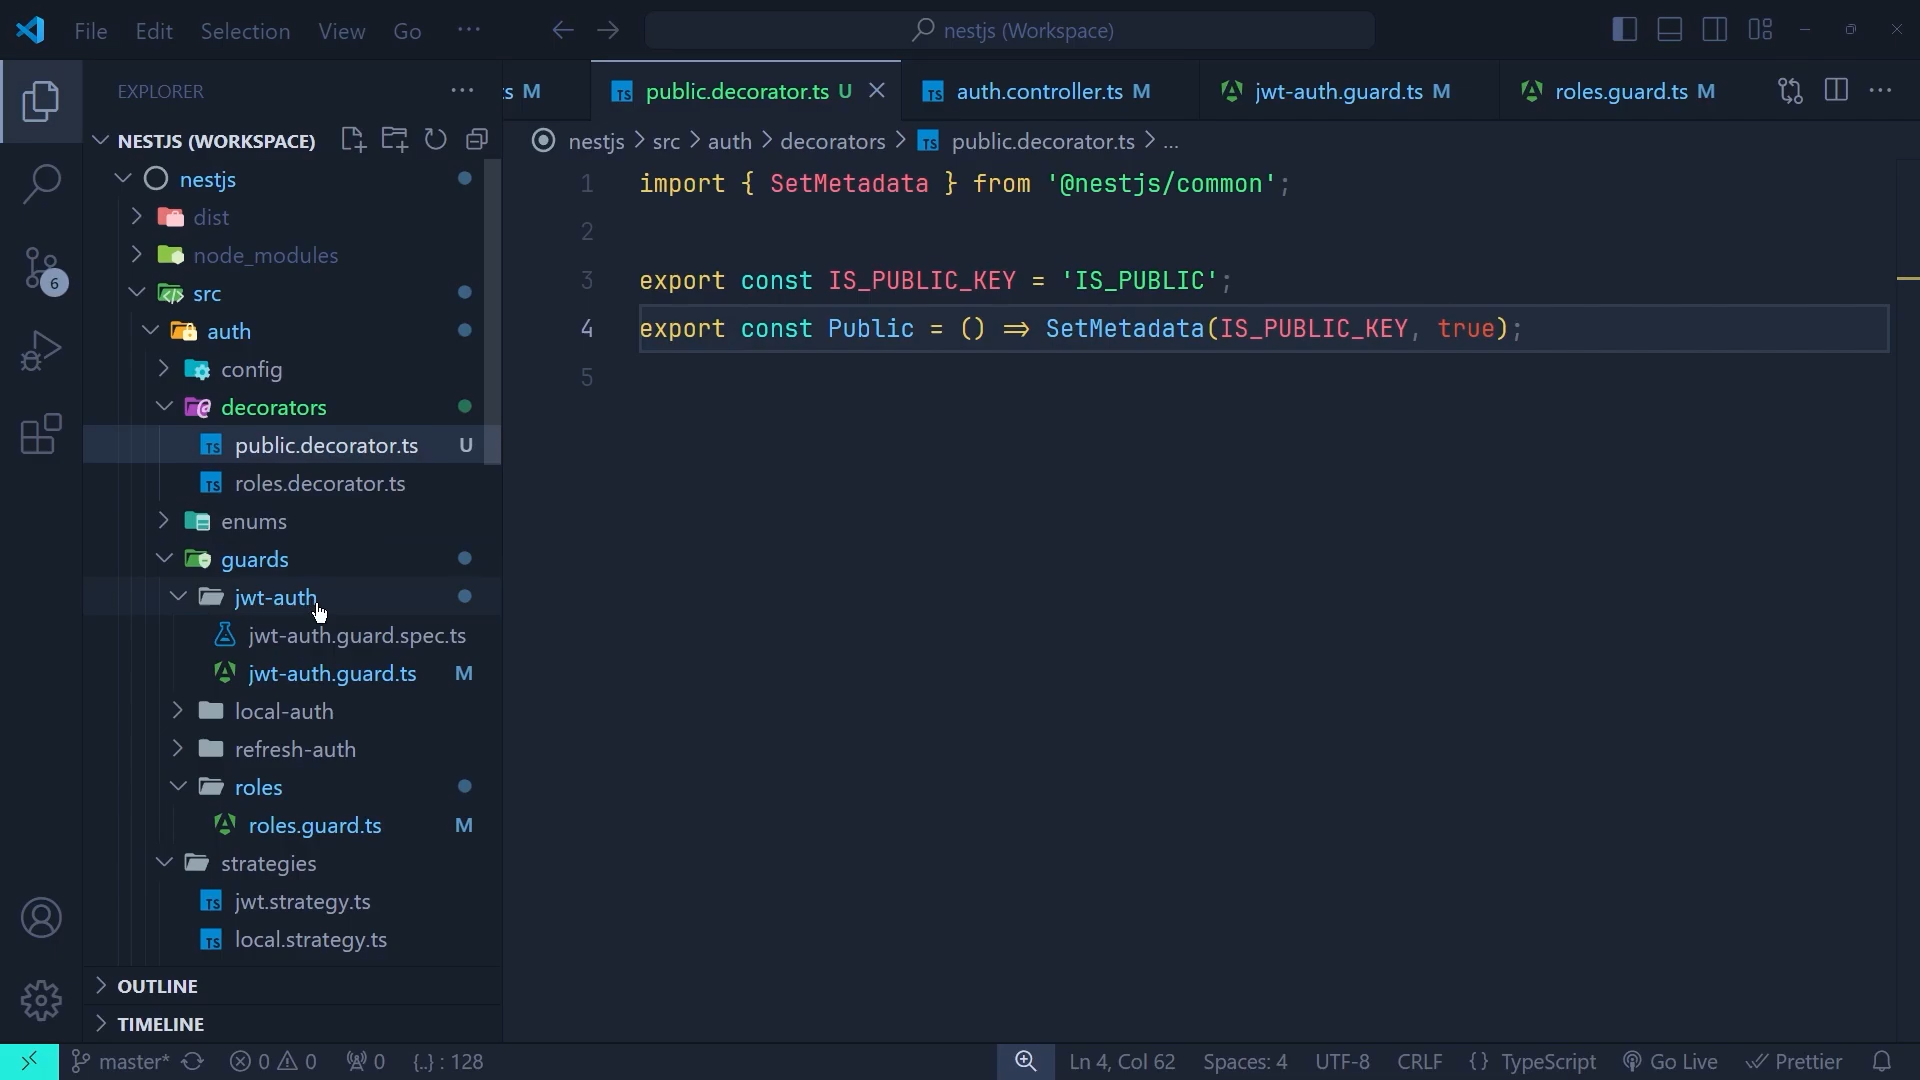 File Edit Selection View Go ··· nestjs (Workspace)
EXPLORER ···
s M
public.decorator.ts U
auth.controller.ts M
jwt-auth.guard.ts M
roles.guard.ts M
NESTJS (WORKSPACE)
nestjs > src > auth > decorators > TS public.decorator.ts > ...
nestjs
dist
node_modules
src
auth
config
decorators
public.decorator.ts U
roles.decorator.ts
enums
guards
jwt-auth
jwt-auth.guard.spec.ts
jwt-auth.guard.ts M
local-auth
refresh-auth
roles
roles.guard.ts M
strategies
jwt.strategy.ts
local.strategy.ts
OUTLINE
TIMELINE
6
1 import { SetMetadata } from '@nestjs/common';
2
3 export const IS_PUBLIC_KEY = 'IS_PUBLIC';
4 export const Public = () => SetMetadata(IS_PUBLIC_KEY, true);
5
master* 0 0 0 {..} : 128 Ln 4, Col 62 Spaces: 4 UTF-8 CRLF {} TypeScript Go Live Prettier